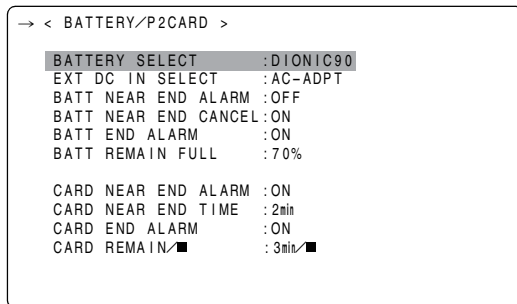 → < BATTERY/P2CARD >
BATTERY SELECT :DIONIC90
EXT DC IN SELECT :AC-ADPT
BATT NEAR END ALARM :OFF
BATT NEAR END CANCEL:ON
BATT END ALARM :ON
BATT REMAIN FULL :70%
CARD NEAR END ALARM :ON
CARD NEAR END TIME :2min
CARD END ALARM :ON
CARD REMAIN/■ :3min/■